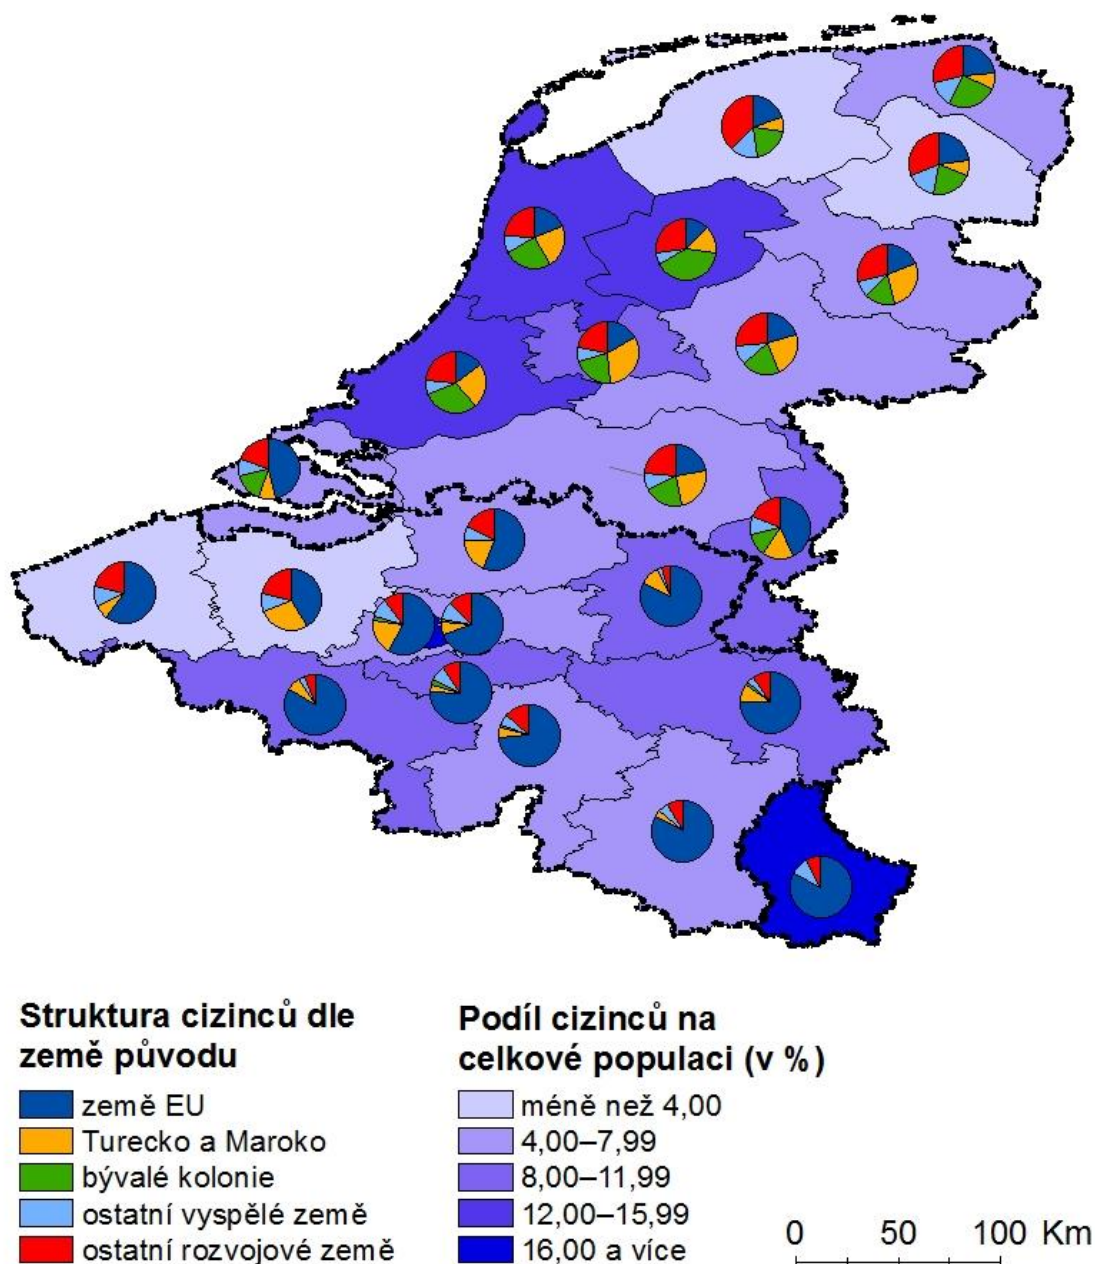 Struktura cizinců dle
země původu
země EU
Turecko a Maroko
bývalé kolonie
ostatní vyspělé země
ostatní rozvojové země
Podíl cizinců na
celkové populaci (v %)
méně než 4,00
4,00–7,99
8,00–11,99
12,00–15,99
16,00 a více
0 50 100 Km